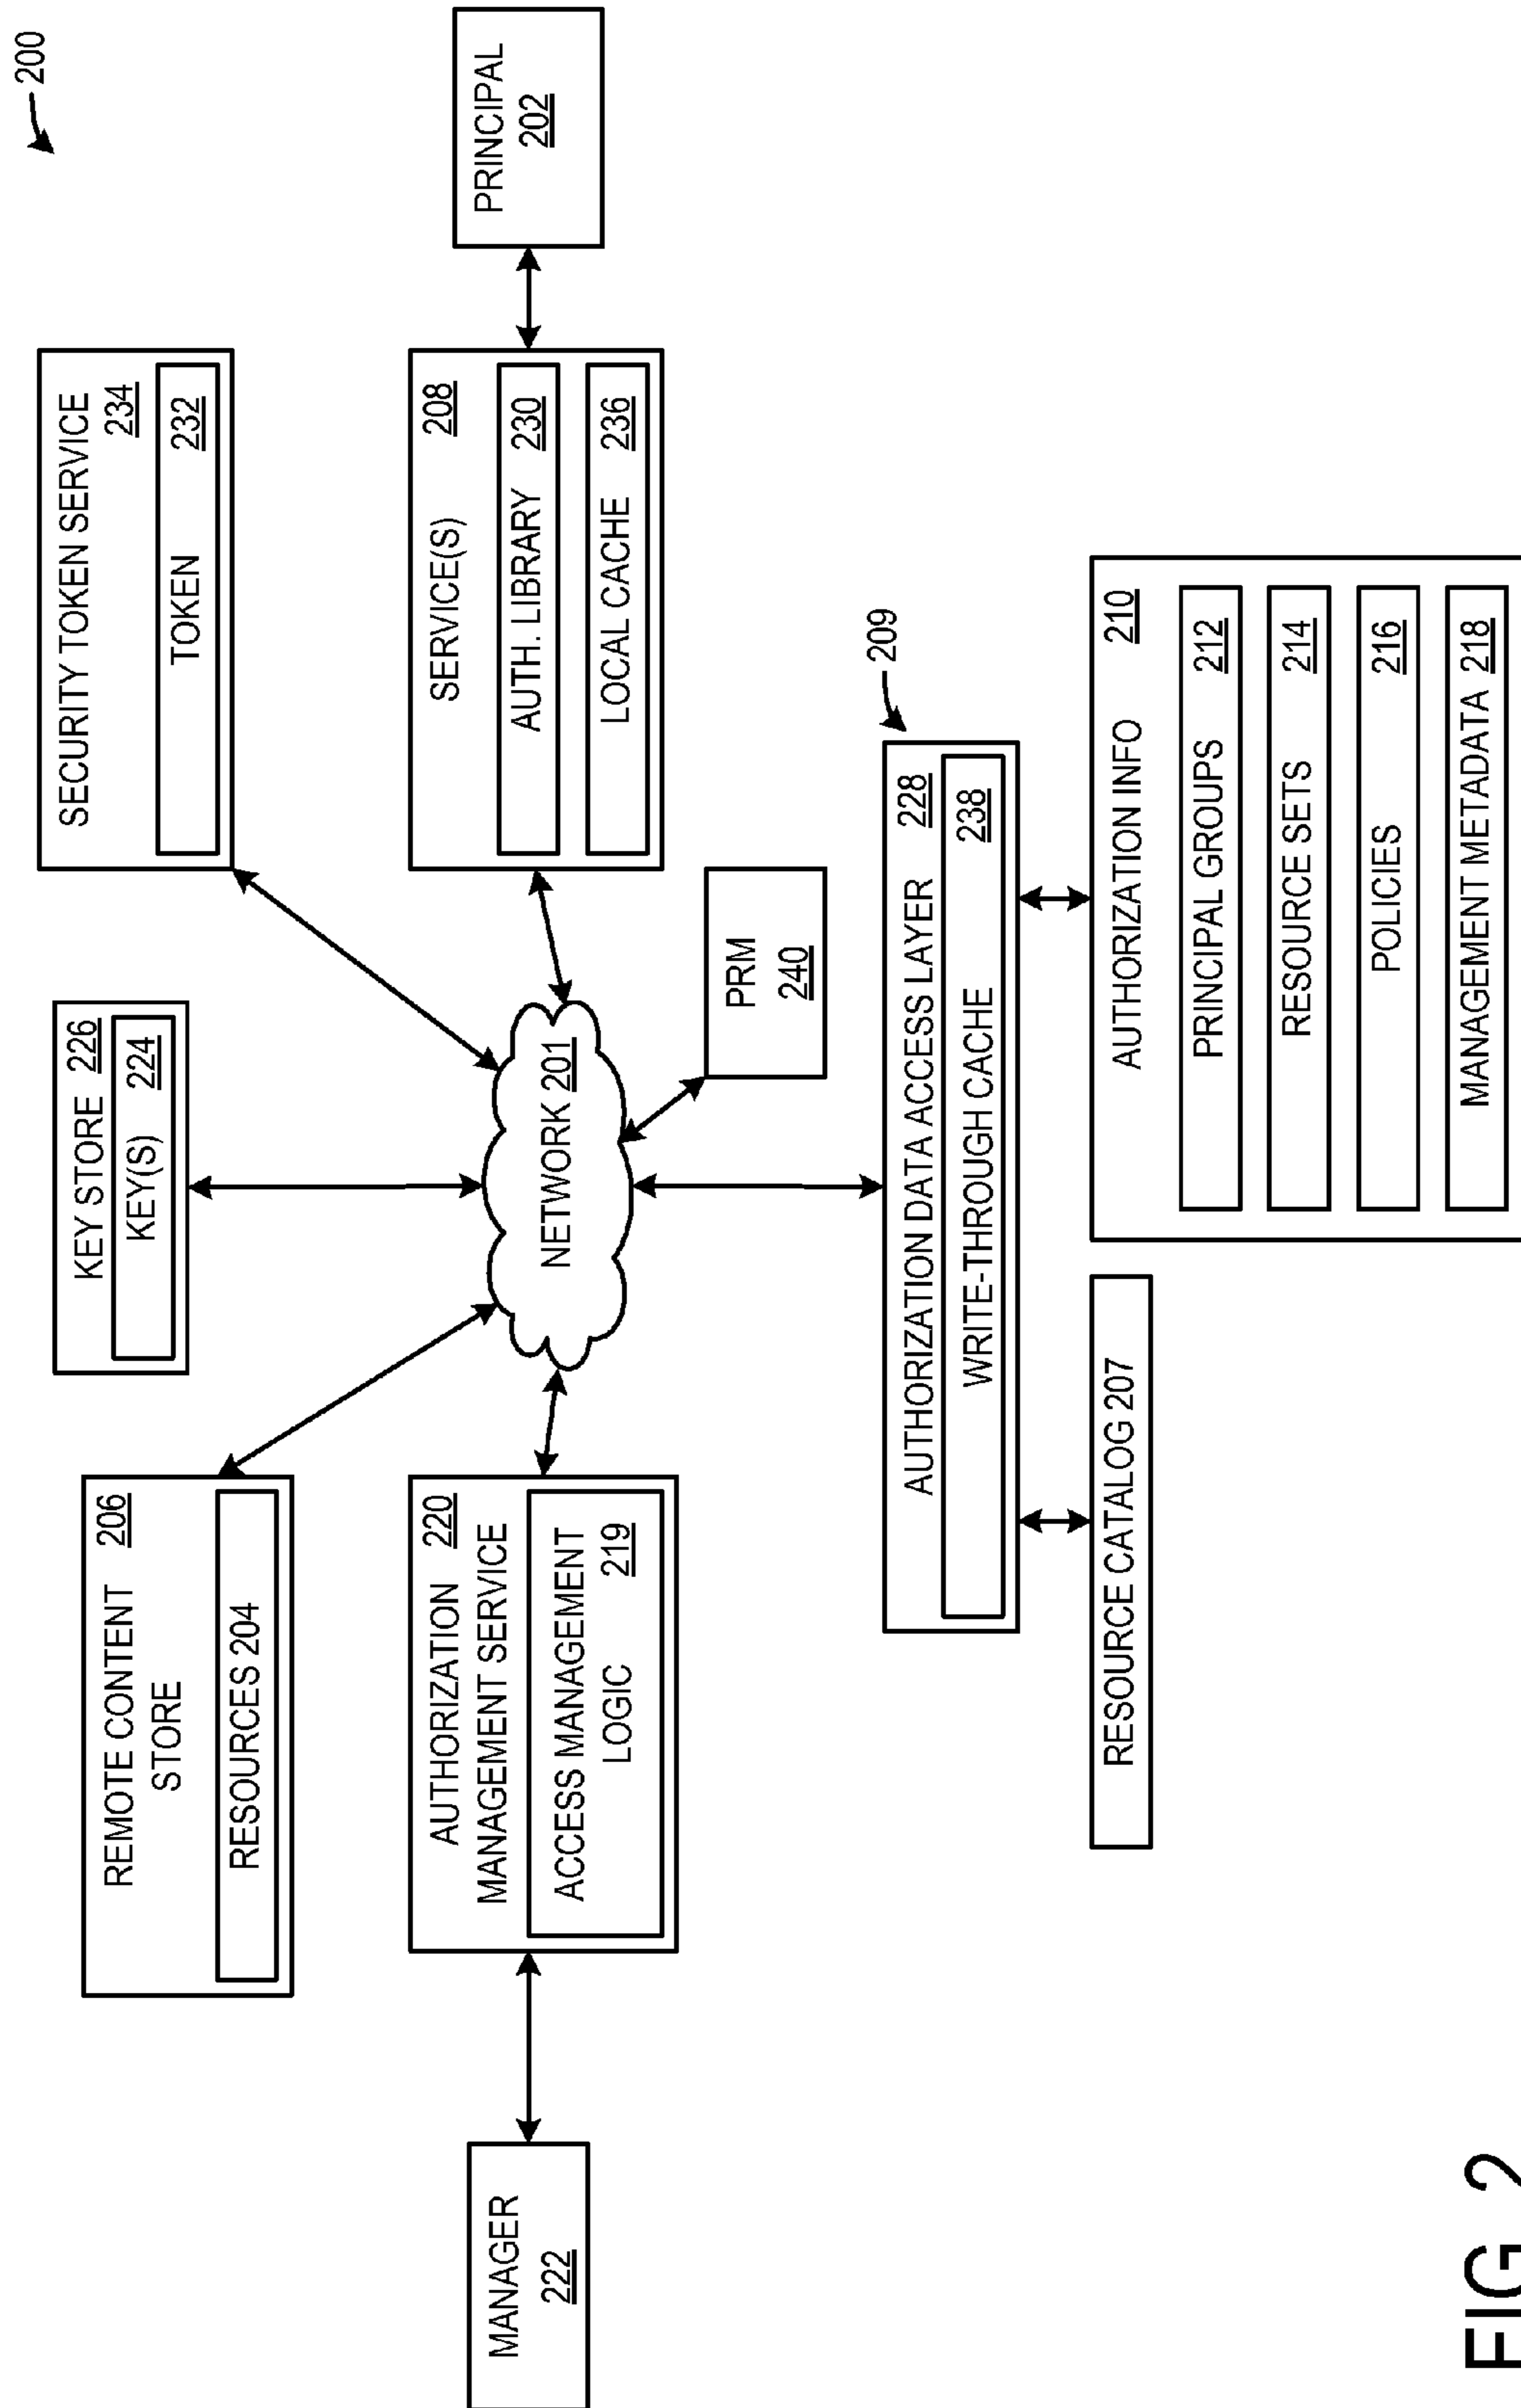 200
REMOTE CONTENT
STORE
206
RESOURCES 204
KEY STORE 226
KEY(S) 224
SECURITY TOKEN SERVICE
234
TOKEN 232
MANAGER
222
AUTHORIZATION
MANAGEMENT SERVICE
220
ACCESS MANAGEMENT
LOGIC
219
NETWORK 201
SERVICE(S) 208
AUTH. LIBRARY 230
LOCAL CACHE 236
PRINCIPAL
202
PRM
240
209
AUTHORIZATION DATA ACCESS LAYER 228
WRITE-THROUGH CACHE 238
RESOURCE CATALOG 207
AUTHORIZATION INFO 210
PRINCIPAL GROUPS 212
RESOURCE SETS 214
POLICIES 216
MANAGEMENT METADATA 218
FIG. 2